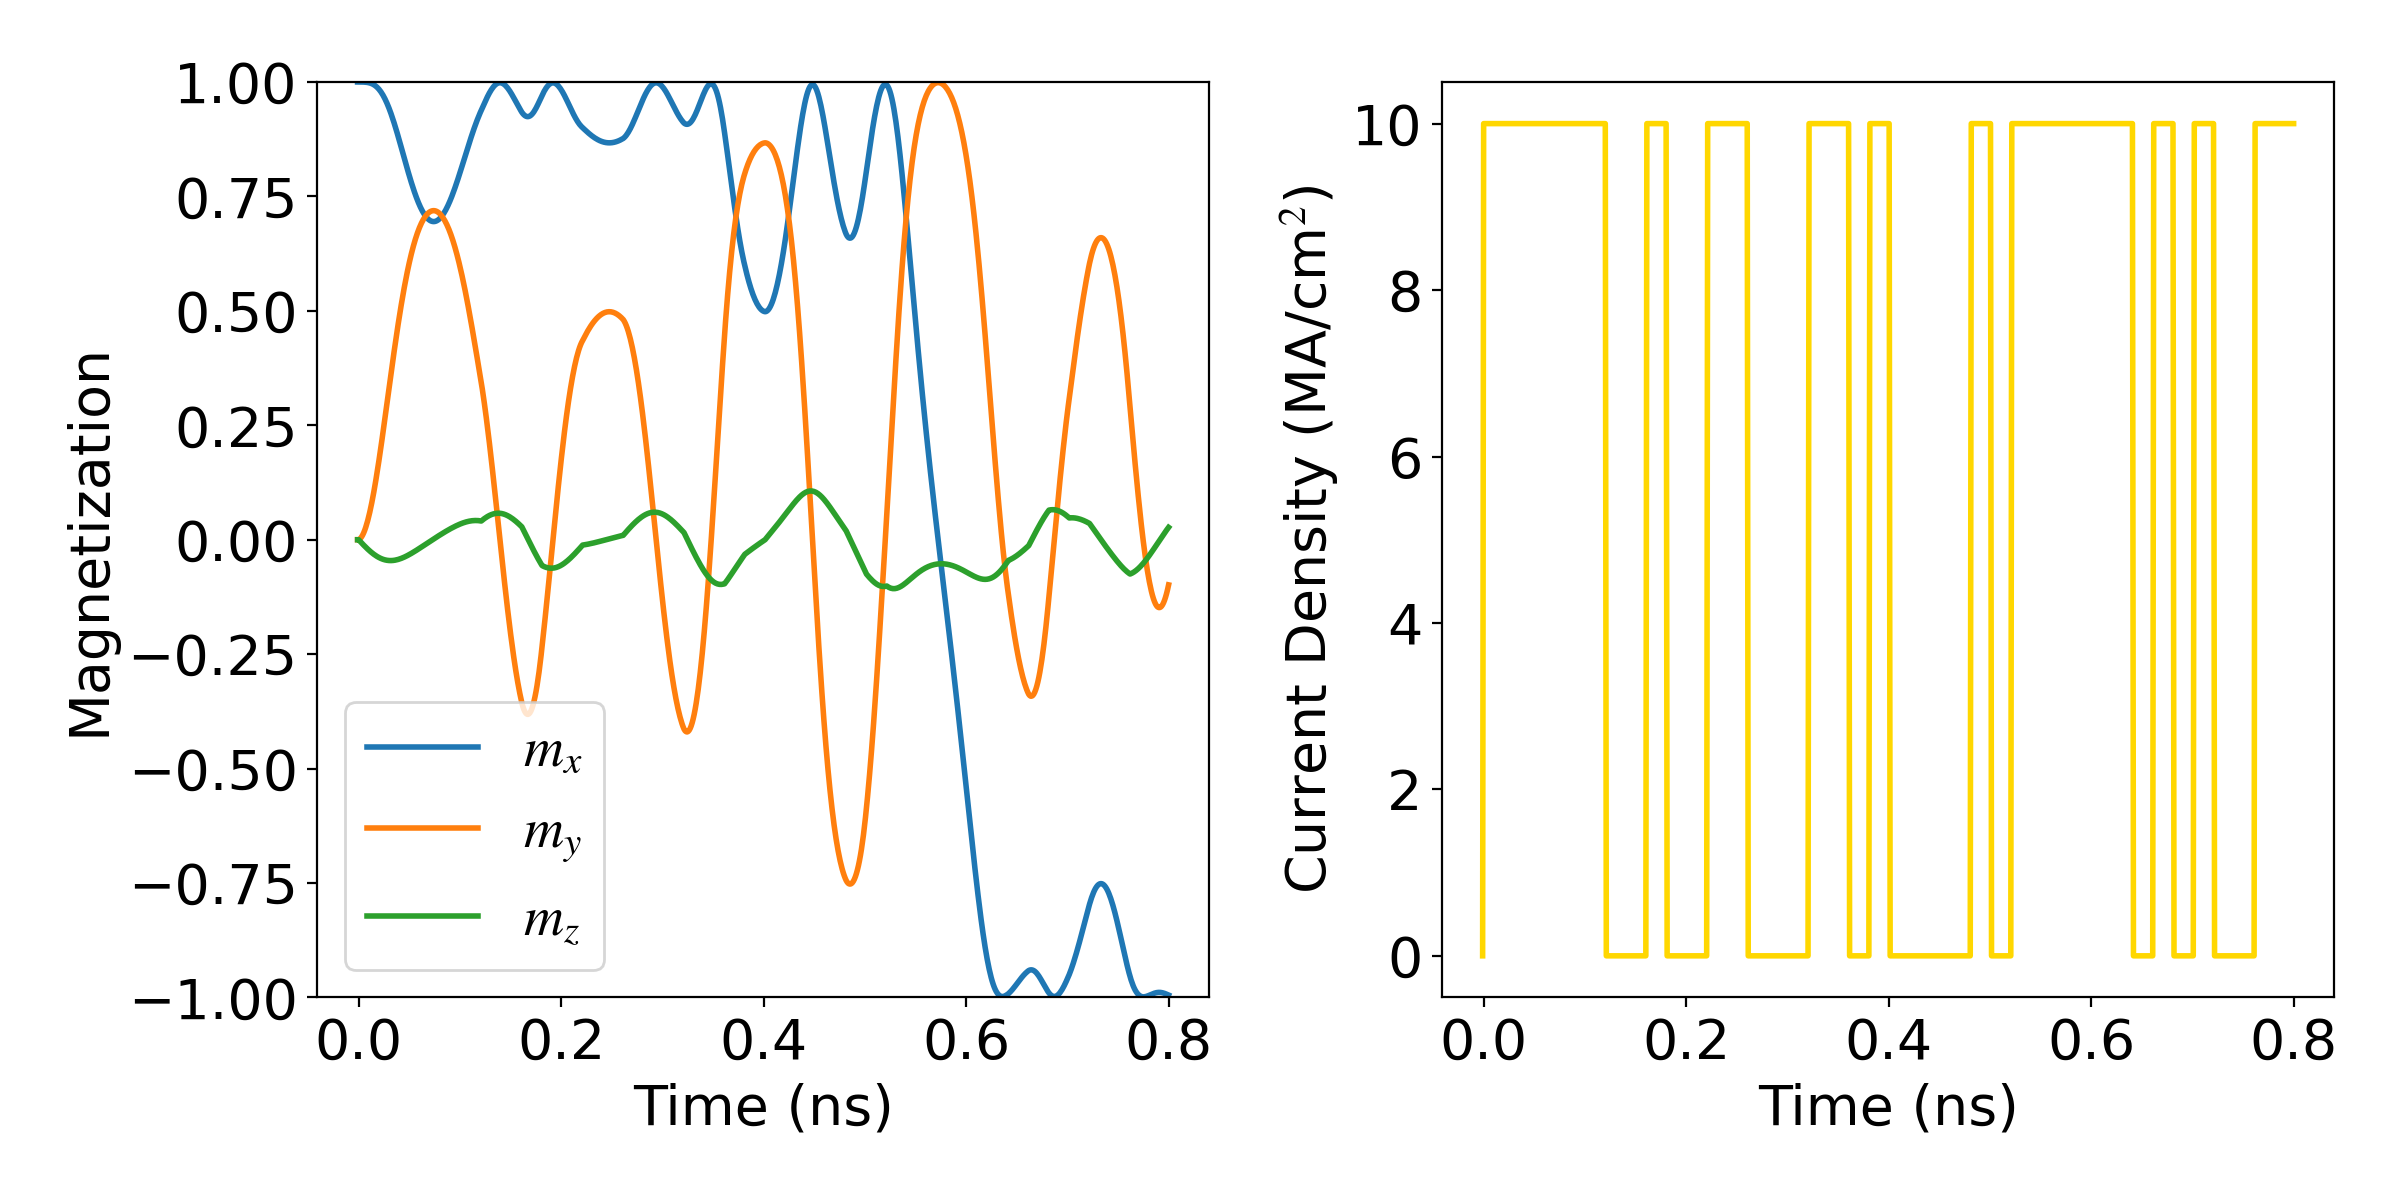 1.00
0.75
0.50
0.25
0.00
−0.25
−0.50
−0.75
−1.00
Magnetization
m_x
m_y
m_z
0.0 0.2 0.4 0.6 0.8
Time (ns)
10
8
6
4
2
0
Current Density (MA/cm²)
0.0 0.2 0.4 0.6 0.8
Time (ns)